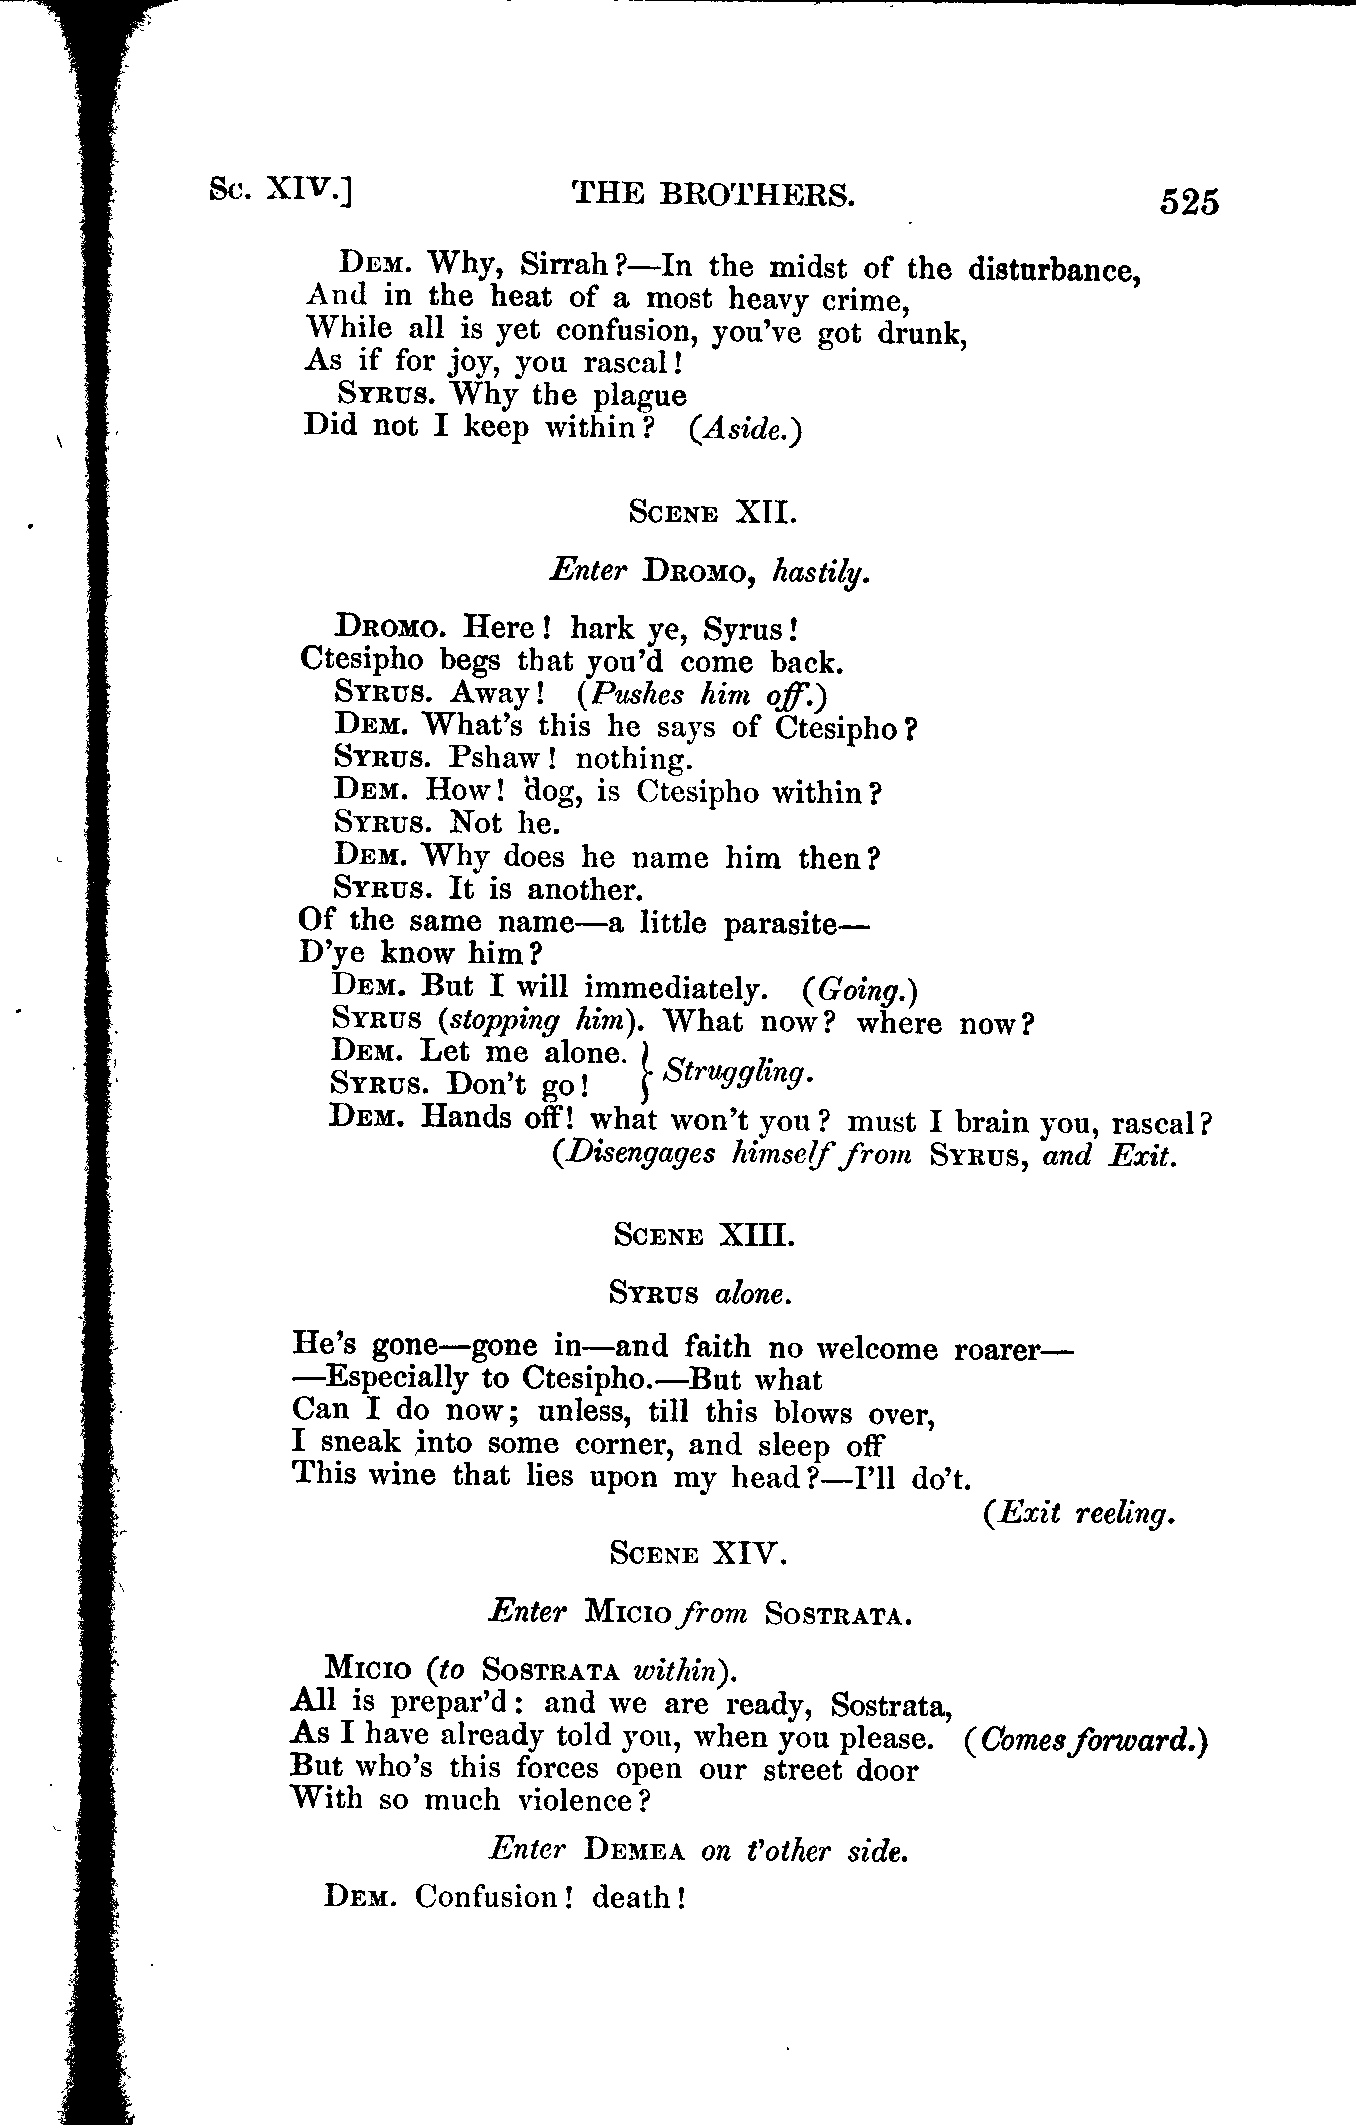 Sc. XIV.] THE BROTHERS. 525
DEM. Why, Sirrah?—In the midst of the disturbance,
And in the heat of a most heavy crime,
While all is yet confusion, you've got drunk,
As if for joy, you rascal!
SYRUS. Why the plague
Did not I keep within? (Aside.)
SCENE XII.
Enter DROMO, hastily.
DROMO. Here! hark ye, Syrus!
Ctesipho begs that you'd come back.
SYRUS. Away! (Pushes him off.)
DEM. What's this he says of Ctesipho?
SYRUS. Pshaw! nothing.
DEM. How! dog, is Ctesipho within?
SYRUS. Not he.
DEM. Why does he name him then?
SYRUS. It is another.
Of the same name—a little parasite—
D'ye know him?
DEM. But I will immediately. (Going.)
SYRUS (stopping him). What now? where now?
DEM. Let me alone. } Struggling.
SYRUS. Don't go!
DEM. Hands off! what won't you? must I brain you, rascal?
(Disengages himself from SYRUS, and Exit.
SCENE XIII.
SYRUS alone.
He's gone—gone in—and faith no welcome roarer—
—Especially to Ctesipho.—But what
Can I do now; unless, till this blows over,
I sneak into some corner, and sleep off
This wine that lies upon my head?—I'll do't.
(Exit reeling.
SCENE XIV.
Enter MICIO from SOSTRATA.
MICIO (to SOSTRATA within).
All is prepar'd: and we are ready, Sostrata,
As I have already told you, when you please. (Comes forward.)
But who's this forces open our street door
With so much violence?
Enter DEMEA on t'other side.
DEM. Confusion! death!